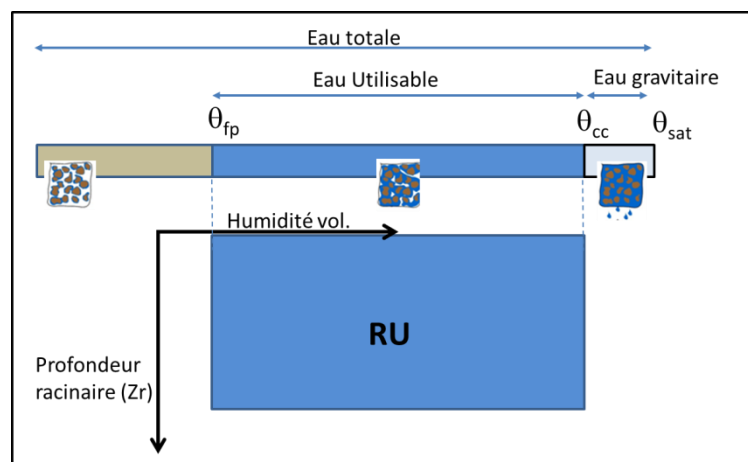 Eau totale
Eau Utilisable
Eau gravitaire
θfp
θcc
θsat
Humidité vol.
RU
Profondeur
racinaire (Zr)